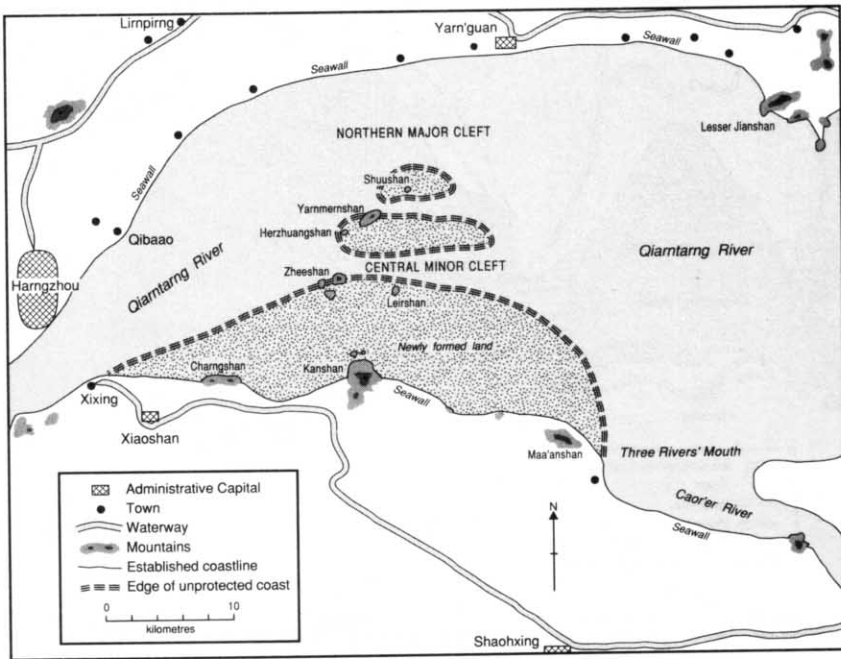 Lirnpirng
Yarn'guan
Seawall
Seawall
Lesser Jianshan
NORTHERN MAJOR CLEFT
Shuushan
Seawall
Yarnmernshan
Herzhuangshan
Qibaao
Qiarntarng River
CENTRAL MINOR CLEFT
Zheeshan
Qiarntarng River
Harngzhou
Leirshan
Newly formed land
Charngshan
Kanshan
Xixing
Seawall
Xiaoshan
Maa'anshan
Three Rivers' Mouth
Caor'er River
Seawall
N
Administrative Capital
Town
Waterway
Mountains
Established coastline
Edge of unprotected coast
0 10
kilometres
Shaohxing